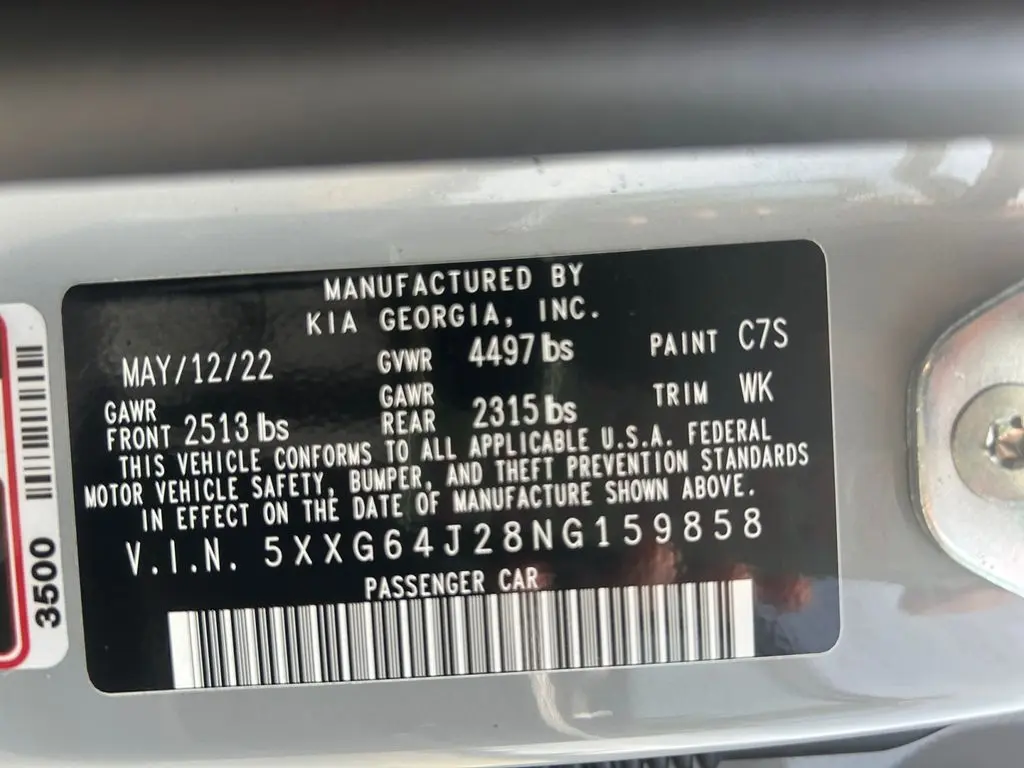 MANUFACTURED BY
KIA GEORGIA, INC.
MAY/12/22 GVWR 4497 lbs PAINT C7S
GAWR FRONT 2513 lbs GAWR REAR 2315 lbs TRIM WK
THIS VEHICLE CONFORMS TO ALL APPLICABLE U.S.A. FEDERAL
MOTOR VEHICLE SAFETY, BUMPER, AND THEFT PREVENTION STANDARDS
IN EFFECT ON THE DATE OF MANUFACTURE SHOWN ABOVE.
V.I.N. 5XXG64J28NG159858
PASSENGER CAR
3500